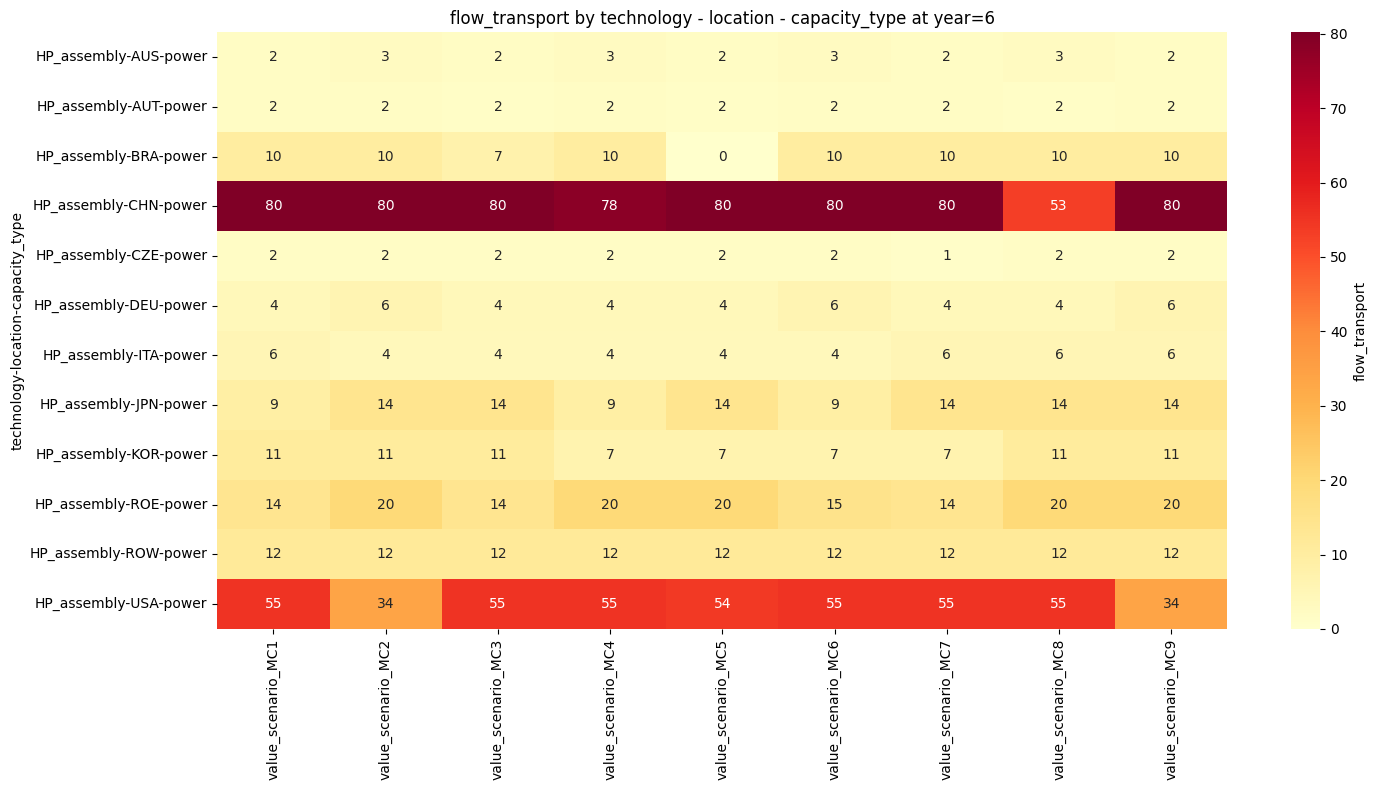 flow_transport by technology - location - capacity_type at year=6
technology-location-capacity_type
HP_assembly-AUS-power 2 3 2 3 2 3 2 3 2
HP_assembly-AUT-power 2 2 2 2 2 2 2 2 2
HP_assembly-BRA-power 10 10 7 10 0 10 10 10 10
HP_assembly-CHN-power 80 80 80 78 80 80 80 53 80
HP_assembly-CZE-power 2 2 2 2 2 2 1 2 2
HP_assembly-DEU-power 4 6 4 4 4 6 4 4 6
HP_assembly-ITA-power 6 4 4 4 4 4 6 6 6
HP_assembly-JPN-power 9 14 14 9 14 9 14 14 14
HP_assembly-KOR-power 11 11 11 7 7 7 7 11 11
HP_assembly-ROE-power 14 20 14 20 20 15 14 20 20
HP_assembly-ROW-power 12 12 12 12 12 12 12 12 12
HP_assembly-USA-power 55 34 55 55 54 55 55 55 34
value_scenario_MC1
value_scenario_MC2
value_scenario_MC3
value_scenario_MC4
value_scenario_MC5
value_scenario_MC6
value_scenario_MC7
value_scenario_MC8
value_scenario_MC9
80
70
60
50
40
30
20
10
0
flow_transport